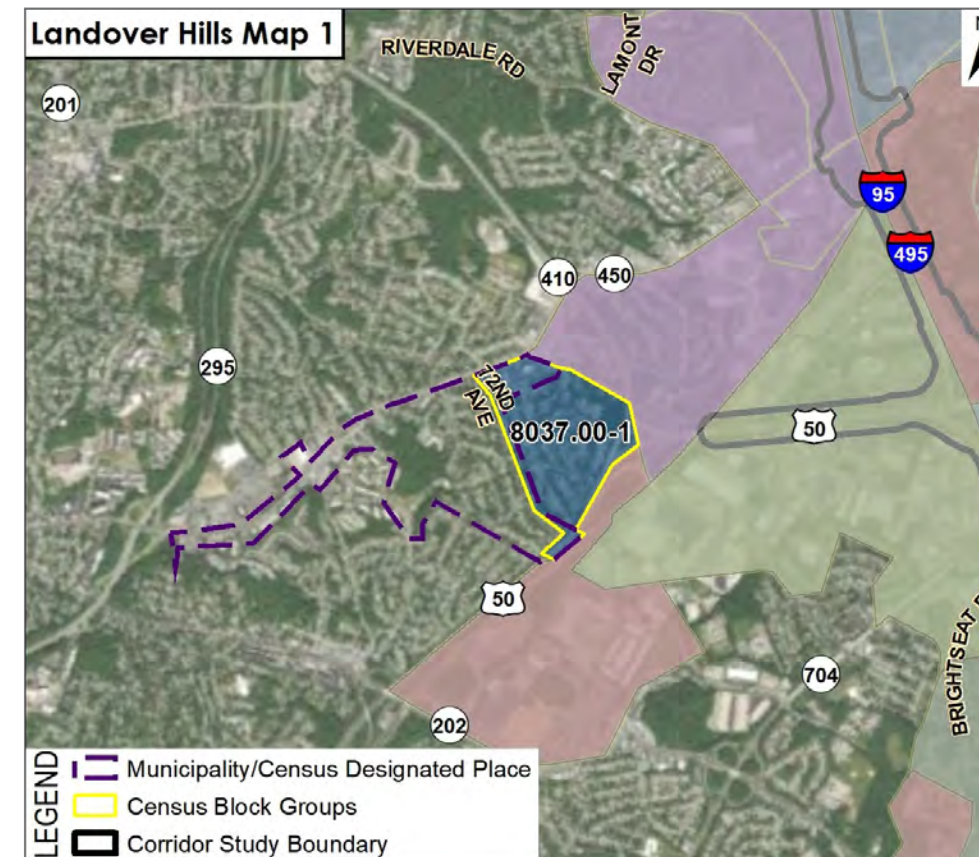 Landover Hills Map 1
RIVERDALE RD
LAMONT
DR
201
95
495
410
450
295
72ND
AVE
8037.00-1
50
50
704
202
BRIGHTSEAT
LEGEND
Municipality/Census Designated Place
Census Block Groups
Corridor Study Boundary